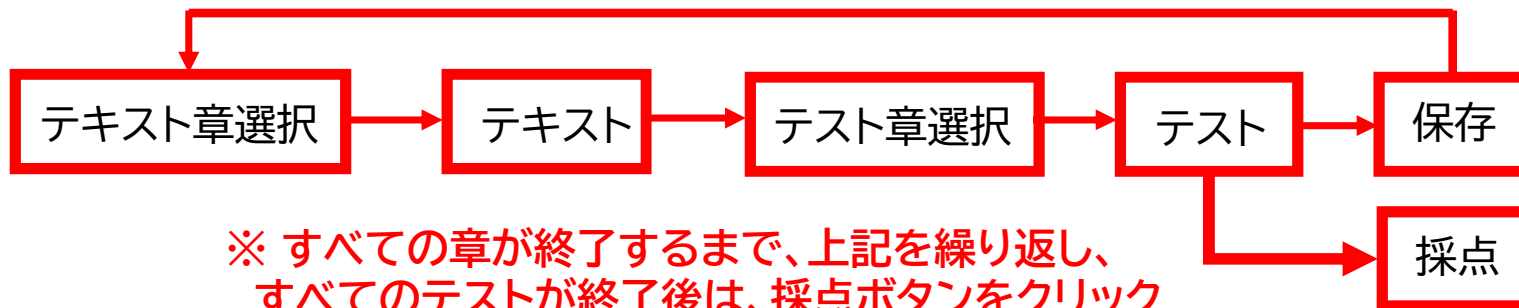 テキスト章選択
テキスト
テスト章選択
テスト
保存
採点
※ すべての章が終了するまで、上記を繰り返し、
すべてのテストが終了後は、採点ボタンをクリック